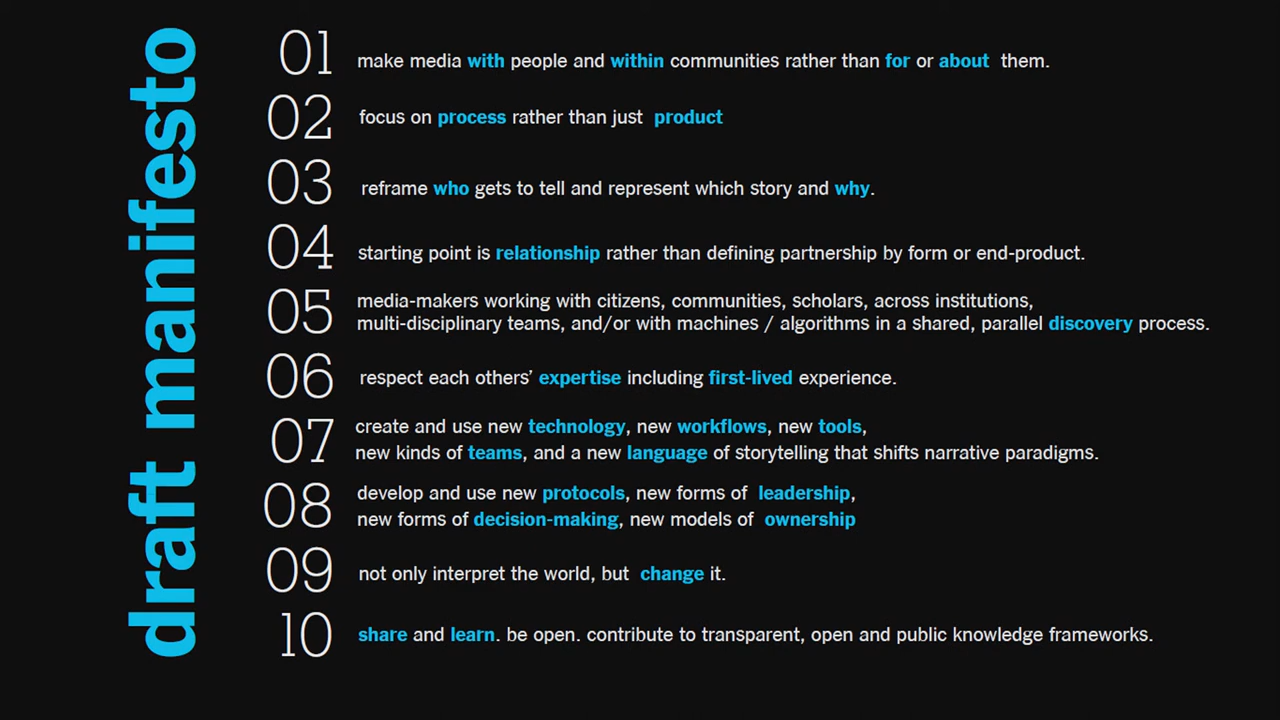 draft manifesto
01 make media with people and within communities rather than for or about them.
02 focus on process rather than just product
03 reframe who gets to tell and represent which story and why.
04 starting point is relationship rather than defining partnership by form or end-product.
05 media-makers working with citizens, communities, scholars, across institutions,
multi-disciplinary teams, and/or with machines / algorithms in a shared, parallel discovery process.
06 respect each others’ expertise including first-lived experience.
07 create and use new technology, new workflows, new tools,
new kinds of teams, and a new language of storytelling that shifts narrative paradigms.
08 develop and use new protocols, new forms of leadership,
new forms of decision-making, new models of ownership
09 not only interpret the world, but change it.
10 share and learn. be open. contribute to transparent, open and public knowledge frameworks.